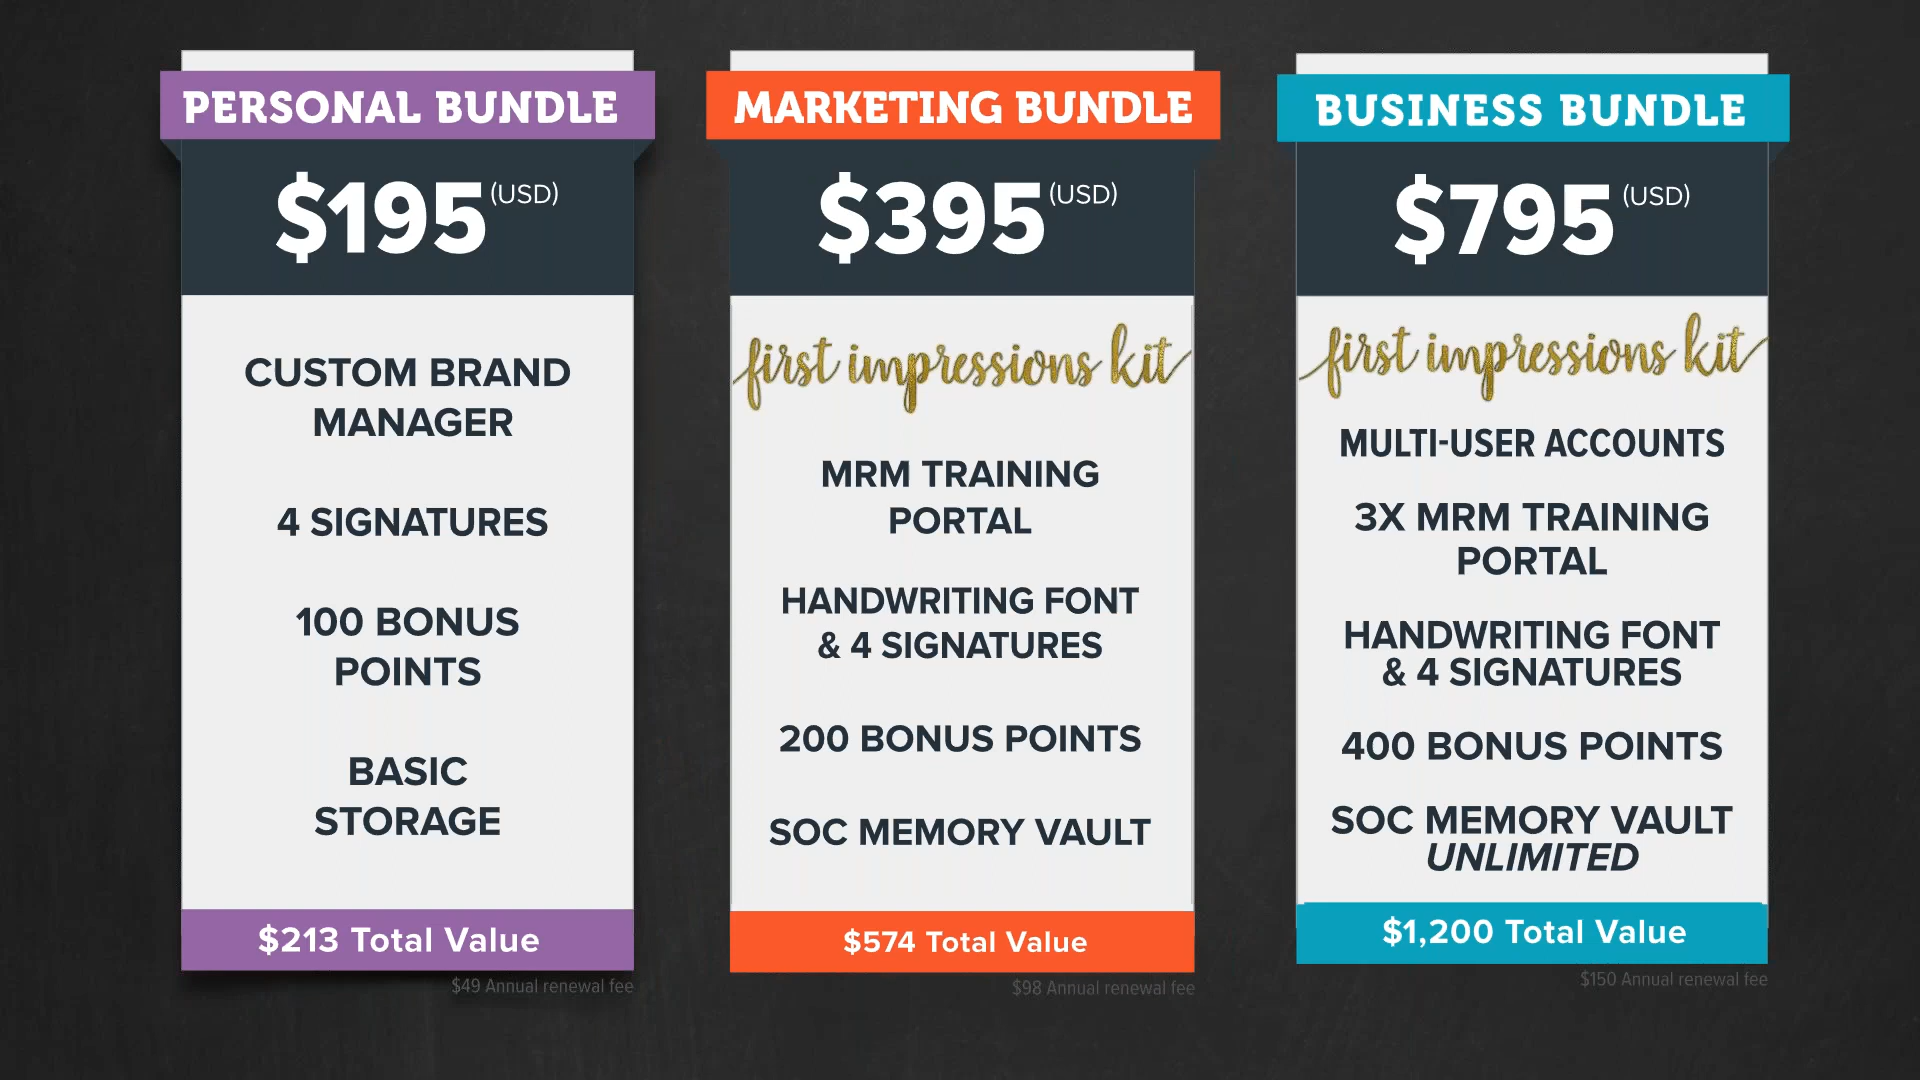 PERSONAL BUNDLE
$195 (USD)
CUSTOM BRAND
MANAGER
4 SIGNATURES
100 BONUS
POINTS
BASIC
STORAGE
$213 Total Value
$49 Annual renewal fee
MARKETING BUNDLE
$395 (USD)
first impressions kit
MRM TRAINING
PORTAL
HANDWRITING FONT
& 4 SIGNATURES
200 BONUS POINTS
SOC MEMORY VAULT
$574 Total Value
$98 Annual renewal fee
BUSINESS BUNDLE
$795 (USD)
first impressions kit
MULTI-USER ACCOUNTS
3X MRM TRAINING
PORTAL
HANDWRITING FONT
& 4 SIGNATURES
400 BONUS POINTS
SOC MEMORY VAULT
UNLIMITED
$1,200 Total Value
$150 Annual renewal fee